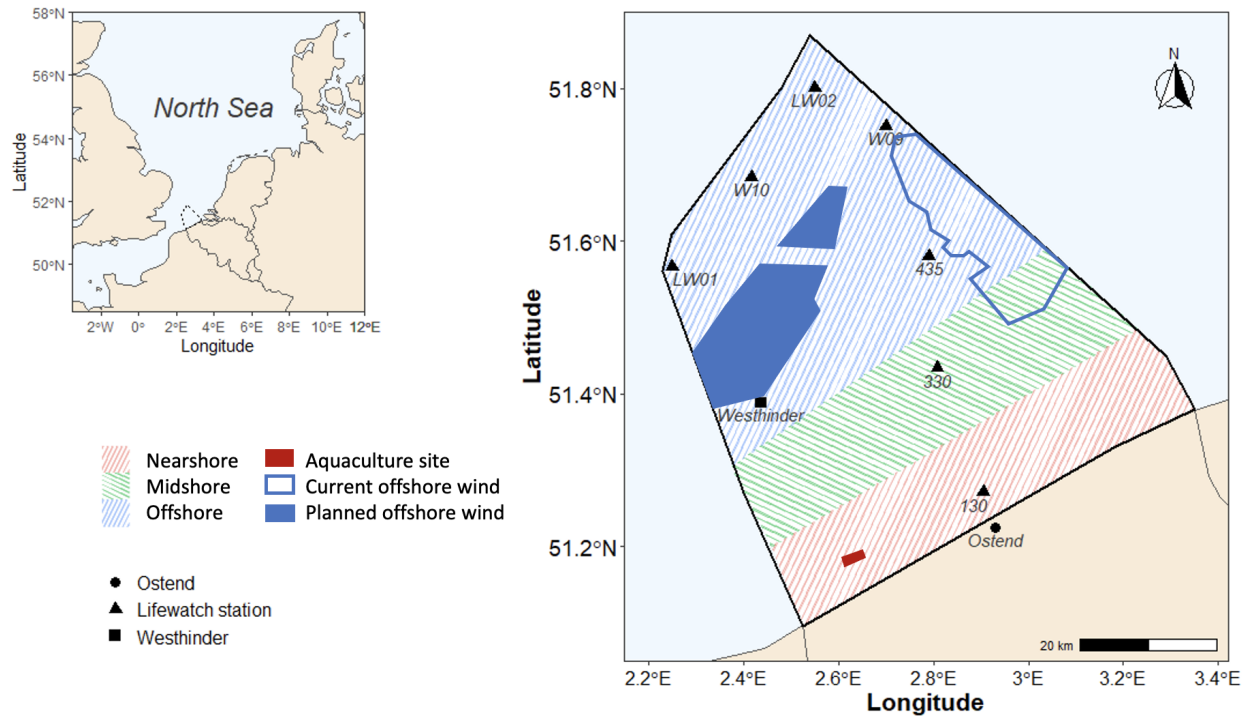 58°N
56°N
54°N
52°N
50°N
Latitude
North Sea
2°W
0°
2°E
4°E
6°E
8°E
10°E
12°E
Longitude
Nearshore
Midshore
Offshore
Aquaculture site
Current offshore wind
Planned offshore wind
Ostend
Lifewatch station
Westhinder
51.8°N
51.6°N
51.4°N
51.2°N
Latitude
N
LW02
W09
W10
435
LW01
330
Westhinder
130
Ostend
20 km
2.2°E
2.4°E
2.6°E
2.8°E
3°E
3.2°E
3.4°E
Longitude